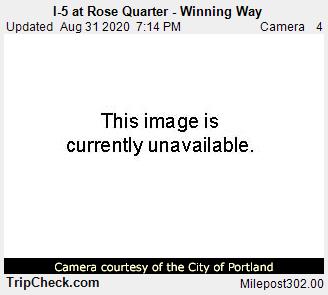 I-5 at Rose Quarter - Winning Way
Updated Aug 31 2020 7:14 PM Camera 4
This image is
currently unavailable.
Camera courtesy of the City of Portland
TripCheck.com Milepost302.00